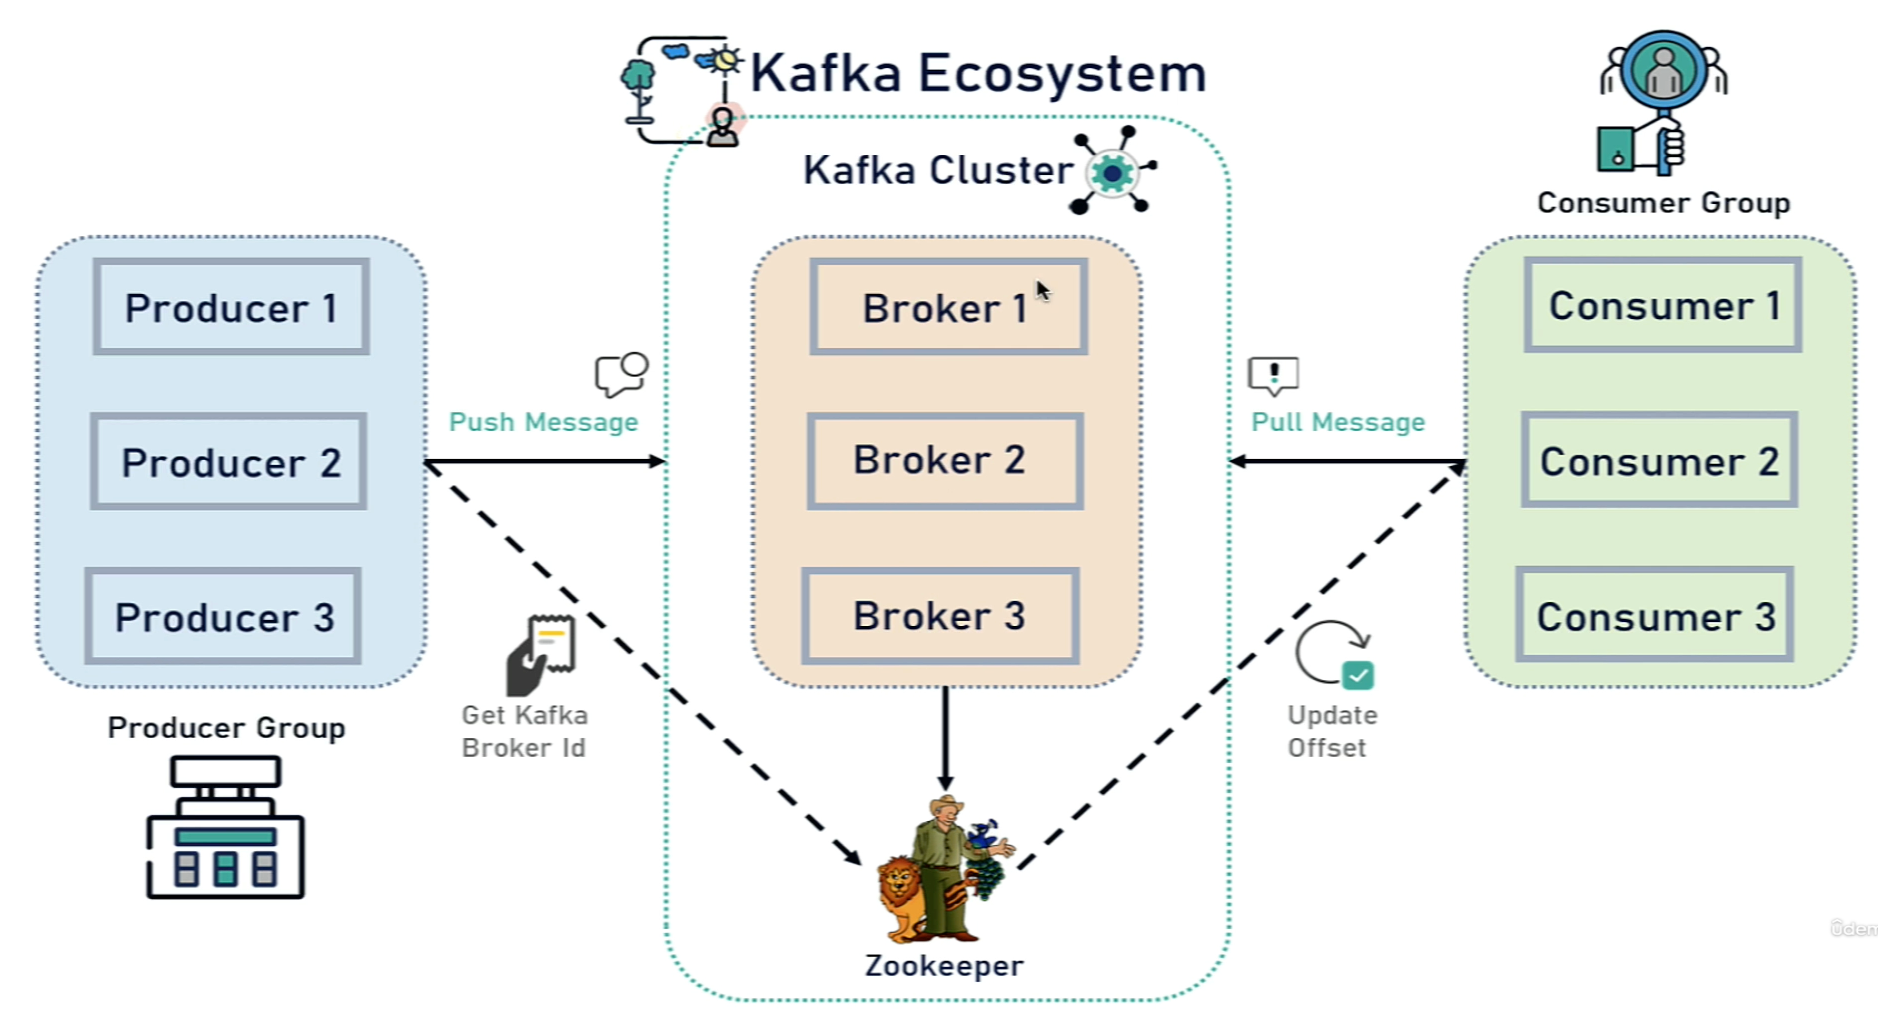 Kafka Ecosystem
Kafka Cluster
Consumer Group
Producer 1
Producer 2
Producer 3
Producer Group
Push Message
Get Kafka
Broker Id
Broker 1
Broker 2
Broker 3
Zookeeper
Pull Message
Update
Offset
Consumer 1
Consumer 2
Consumer 3